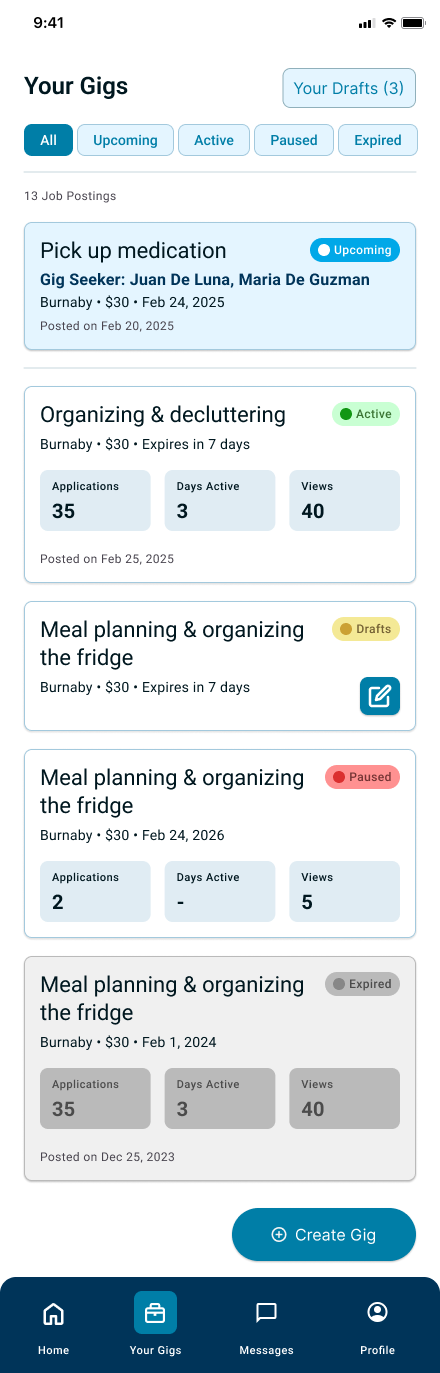 9:41
Your Gigs
Your Drafts (3)
All
Upcoming
Active
Paused
Expired
13 Job Postings
Pick up medication
Upcoming
Gig Seeker: Juan De Luna, Maria De Guzman
Burnaby • $30 • Feb 24, 2025
Posted on Feb 20, 2025
Organizing & decluttering
Active
Burnaby • $30 • Expires in 7 days
Applications
Days Active
Views
35
3
40
Posted on Feb 25, 2025
Meal planning & organizing
the fridge
Drafts
Burnaby • $30 • Expires in 7 days
Meal planning & organizing
the fridge
Paused
Burnaby • $30 • Feb 24, 2026
Applications
Days Active
Views
2
-
5
Meal planning & organizing
the fridge
Expired
Burnaby • $30 • Feb 1, 2024
Applications
Days Active
Views
35
3
40
Posted on Dec 25, 2023
Create Gig
Home
Your Gigs
Messages
Profile